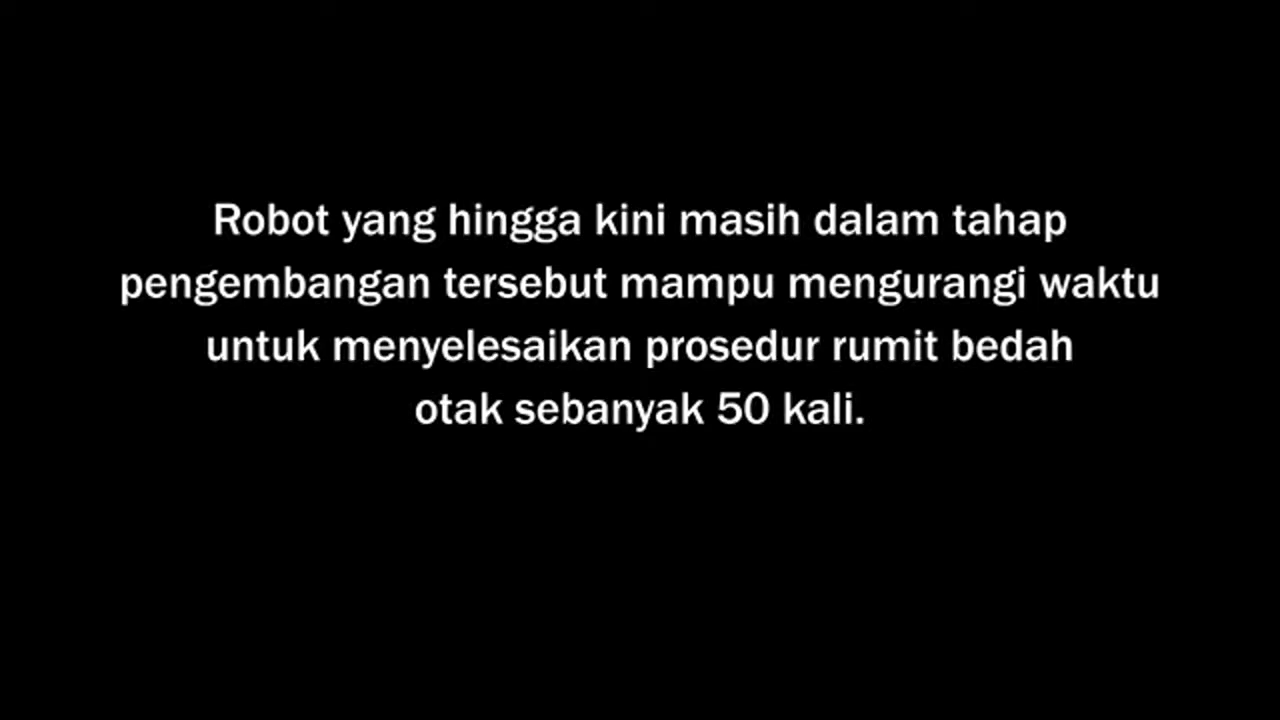 Robot yang hingga kini masih dalam tahap
pengembangan tersebut mampu mengurangi waktu
untuk menyelesaikan prosedur rumit bedah
otak sebanyak 50 kali.